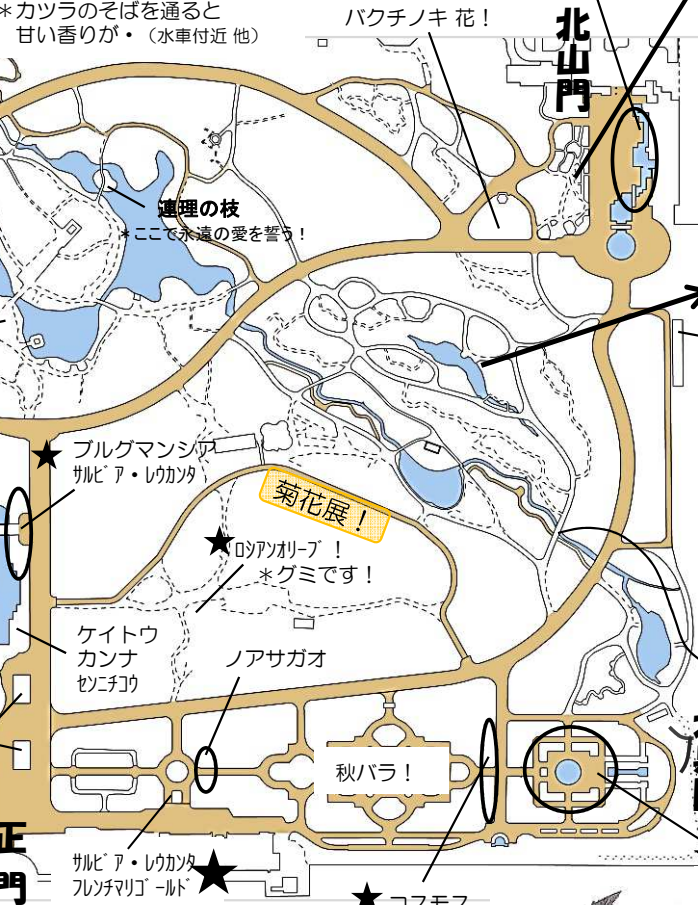 ＊カツラのそばを通ると
甘い香りが・（水車付近 他）
バクチノキ 花！
北山門
連理の枝
＊ここで永遠の愛を誓う！
★ ブルグマンシア
サルビア・レウカンタ
菊花展！
★ ロシアンオリーブ ！
＊グミです！
ケイトウ
カンナ
センニチコウ
ノアサガオ
秋バラ！
正門
サルビア・レウカンタ
フレンチマリゴールド ★
★ コスモス